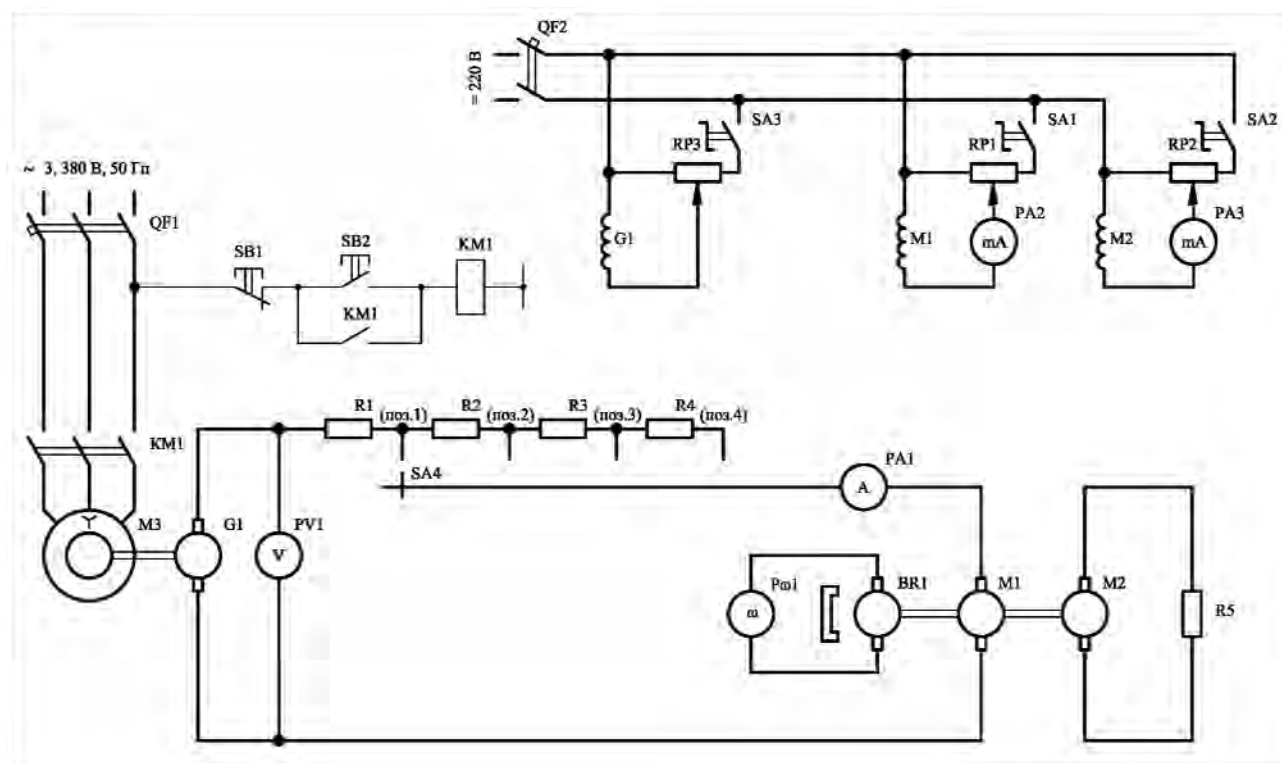 QF2
= 220 В
SA3
SA1
SA2
RP3
RP1
RP2
~ 3, 380 В, 50 Гц
PA2
PA3
QF1
G1
M1
mA
M2
mA
SB1
SB2
KM1
KM1
R1
(поз.1)
R2
(поз.2)
R3
(поз.3)
R4
(поз.4)
KM1
SA4
PA1
A
M3
G1
PV1
V
Pω1
ω
BR1
M1
M2
R5